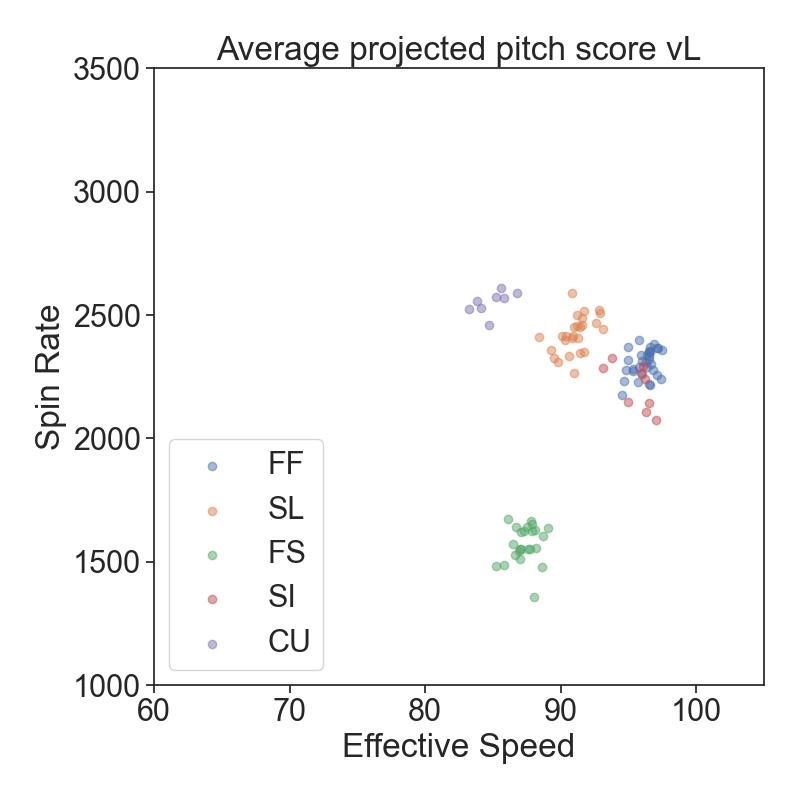 Average projected pitch score vL
3500
3000
2500
2000
1500
1000
Spin Rate
FF
SL
FS
SI
CU
60 70 80 90 100
Effective Speed